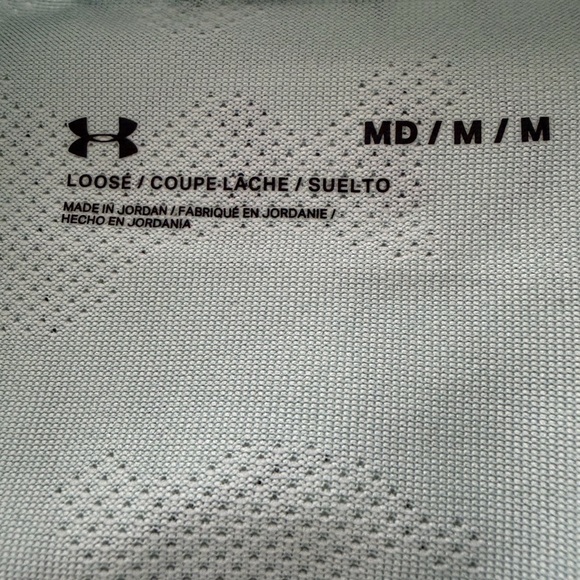 MD / M / M
LOOSE / COUPE LÂCHE / SUELTO
MADE IN JORDAN / FABRIQUÉ EN JORDANIE /
HECHO EN JORDANIA